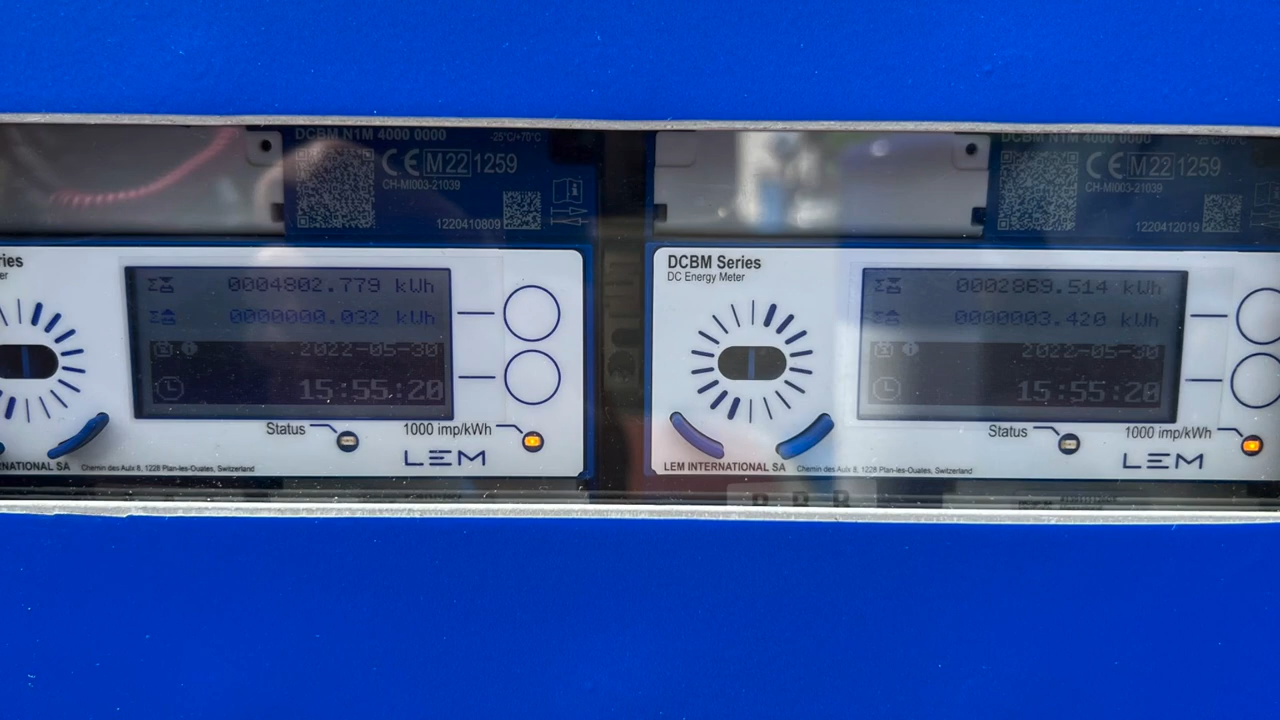 DCBM N1M 4000 0000
-25°C/+70°C
CE M22 1259
CH-MI003-21039
1220410809
ries
er
Σ 0004802.779 kWh
Σ 0000000.032 kWh
2022-05-30
15:55:20
Status
1000 imp/kWh
LEM
RNATIONAL SA
Chemin des Aulx 8, 1228 Plan-les-Ouates, Switzerland
DCBM N1M 4000 0000
CE M22 1259
CH-MI003-21039
1220412019
DCBM Series
DC Energy Meter
Σ 0002869.514 kWh
Σ 0000003.420 kWh
2022-05-30
15:55:20
Status
1000 imp/kWh
LEM
LEM INTERNATIONAL SA
Chemin des Aulx 8, 1228 Plan-les-Ouates, Switzerland